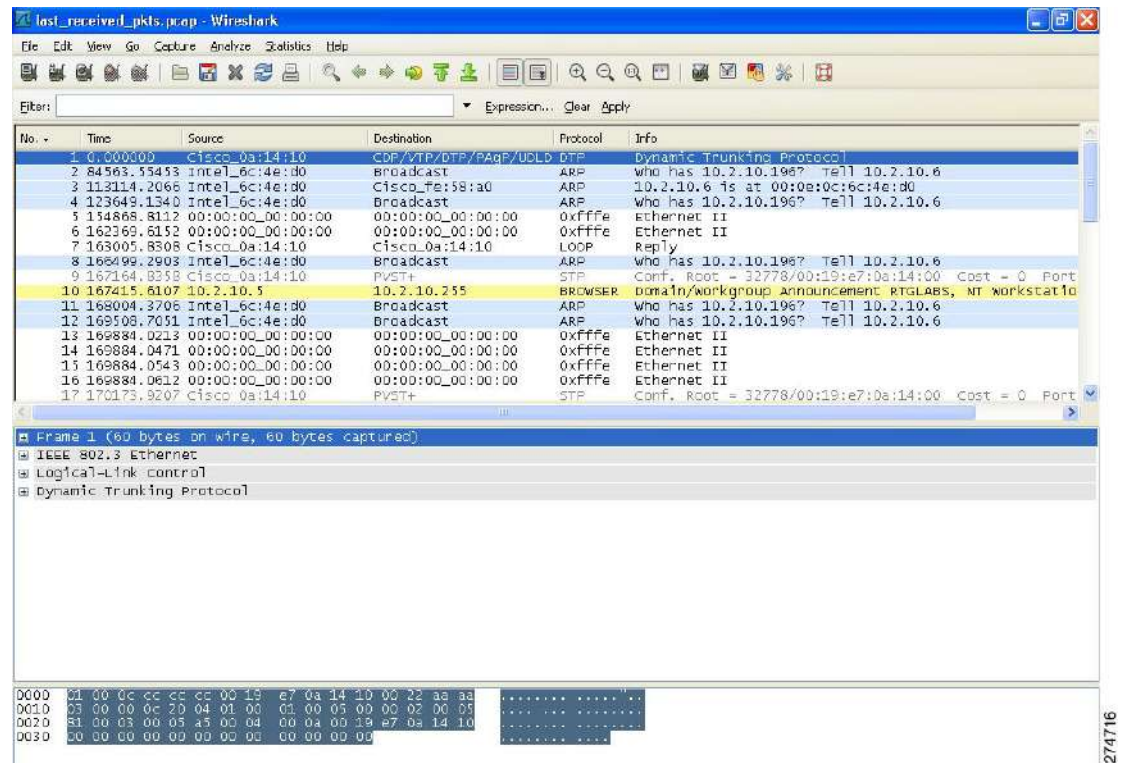 last_received_pkts.pcap - Wireshark
File Edit View Go Capture Analyze Statistics Help
Filter: Expression... Clear Apply
No. Time Source Destination Protocol Info
1 0.000000 Cisco_0a:14:10 CDP/VTP/DTP/PAgP/UDLD DTP Dynamic Trunking Protocol
2 84563.55453 Intel_6c:4e:d0 Broadcast ARP Who has 10.2.10.196? Tell 10.2.10.6
3 113114.2066 Intel_6c:4e:d0 Cisco_fe:58:a0 ARP 10.2.10.6 is at 00:0e:0c:6c:4e:d0
4 123649.1340 Intel_6c:4e:d0 Broadcast ARP Who has 10.2.10.196? Tell 10.2.10.6
5 154868.8112 00:00:00_00:00:00 00:00:00_00:00:00 0xfffe Ethernet II
6 162369.6152 00:00:00_00:00:00 00:00:00_00:00:00 0xfffe Ethernet II
7 163005.8308 Cisco_0a:14:10 Cisco_0a:14:10 LOOP Reply
8 166499.2903 Intel_6c:4e:d0 Broadcast ARP Who has 10.2.10.196? Tell 10.2.10.6
9 167164.8358 Cisco_0a:14:10 PVST+ STP Conf. Root = 32778/00:19:e7:0a:14:00 Cost = 0 Port
10 167415.6107 10.2.10.5 10.2.10.255 BROWSER Domain/Workgroup Announcement RTGLABS, NT Workstatio
11 168004.3706 Intel_6c:4e:d0 Broadcast ARP Who has 10.2.10.196? Tell 10.2.10.6
12 169508.7051 Intel_6c:4e:d0 Broadcast ARP Who has 10.2.10.196? Tell 10.2.10.6
13 169884.0213 00:00:00_00:00:00 00:00:00_00:00:00 0xfffe Ethernet II
14 169884.0471 00:00:00_00:00:00 00:00:00_00:00:00 0xfffe Ethernet II
15 169884.0543 00:00:00_00:00:00 00:00:00_00:00:00 0xfffe Ethernet II
16 169884.0612 00:00:00_00:00:00 00:00:00_00:00:00 0xfffe Ethernet II
17 170173.9207 Cisco_0a:14:10 PVST+ STP Conf. Root = 32778/00:19:e7:0a:14:00 Cost = 0 Port
Frame 1 (60 bytes on wire, 60 bytes captured)
IEEE 802.3 Ethernet
Logical-Link Control
Dynamic Trunking Protocol
0000 01 00 0c cc cc cc 00 19 e7 0a 14 10 00 22 aa aa ........ ....."..
0010 03 00 00 0c 20 04 01 00 01 00 05 00 00 02 00 05 .... ... ........
0020 81 00 03 00 05 a5 00 04 00 0a 00 19 e7 0a 14 10 ........ ........
0030 00 00 00 00 00 00 00 00 00 00 00 00 ........ ....
274716